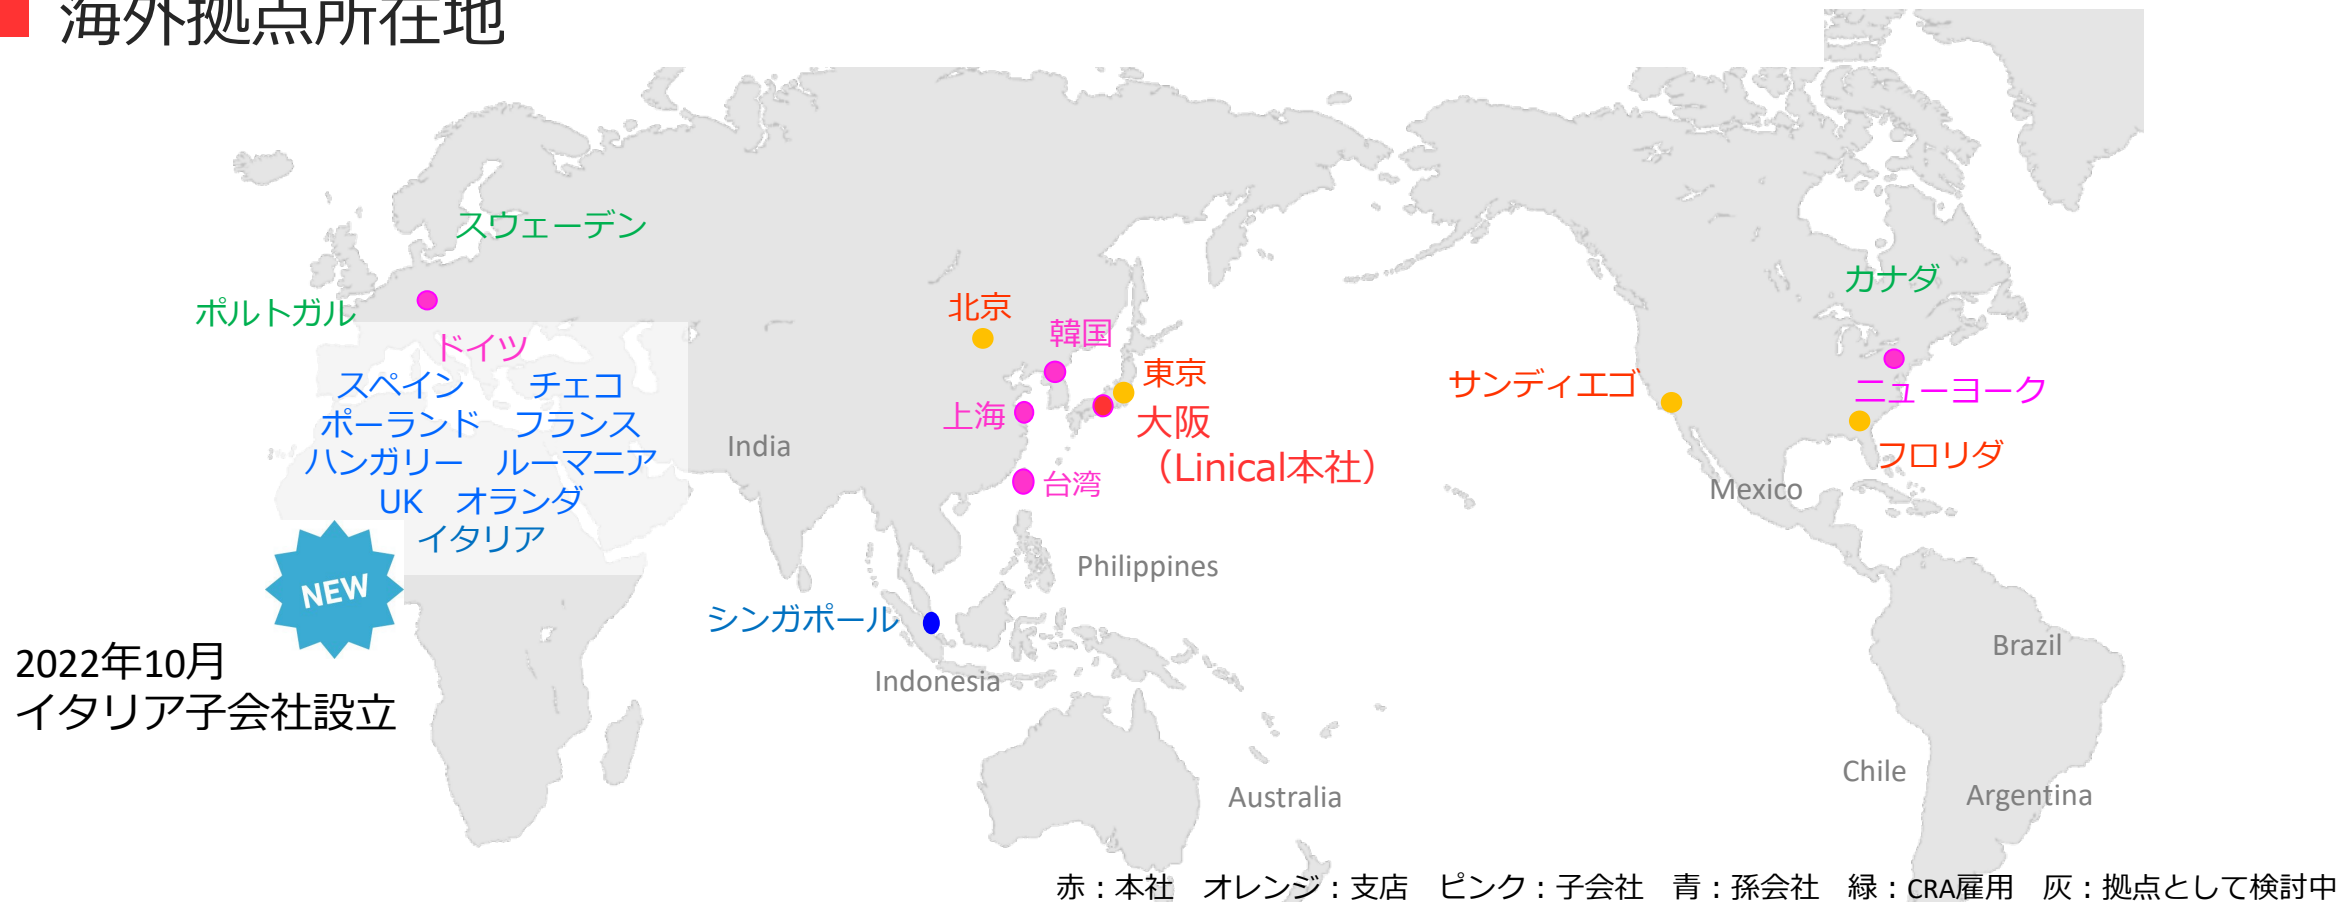 海外拠点所在地
スウェーデン
カナダ
ポルトガル
北京
韓国
ドイツ
東京
サンディエゴ
ニューヨーク
スペイン チェコ
上海
大阪
ポーランド フランス
India
(Linical本社)
フロリダ
ハンガリー ルーマニア
台湾
Mexico
UK オランダ
イタリア
Philippines
NEW
シンガポール
Brazil
2022年10月
イタリア子会社設立
Indonesia
Chile
Australia
Argentina
赤：本社 オレンジ：支店 ピンク：子会社 青：孫会社 緑：CRA雇用 灰：拠点として検討中